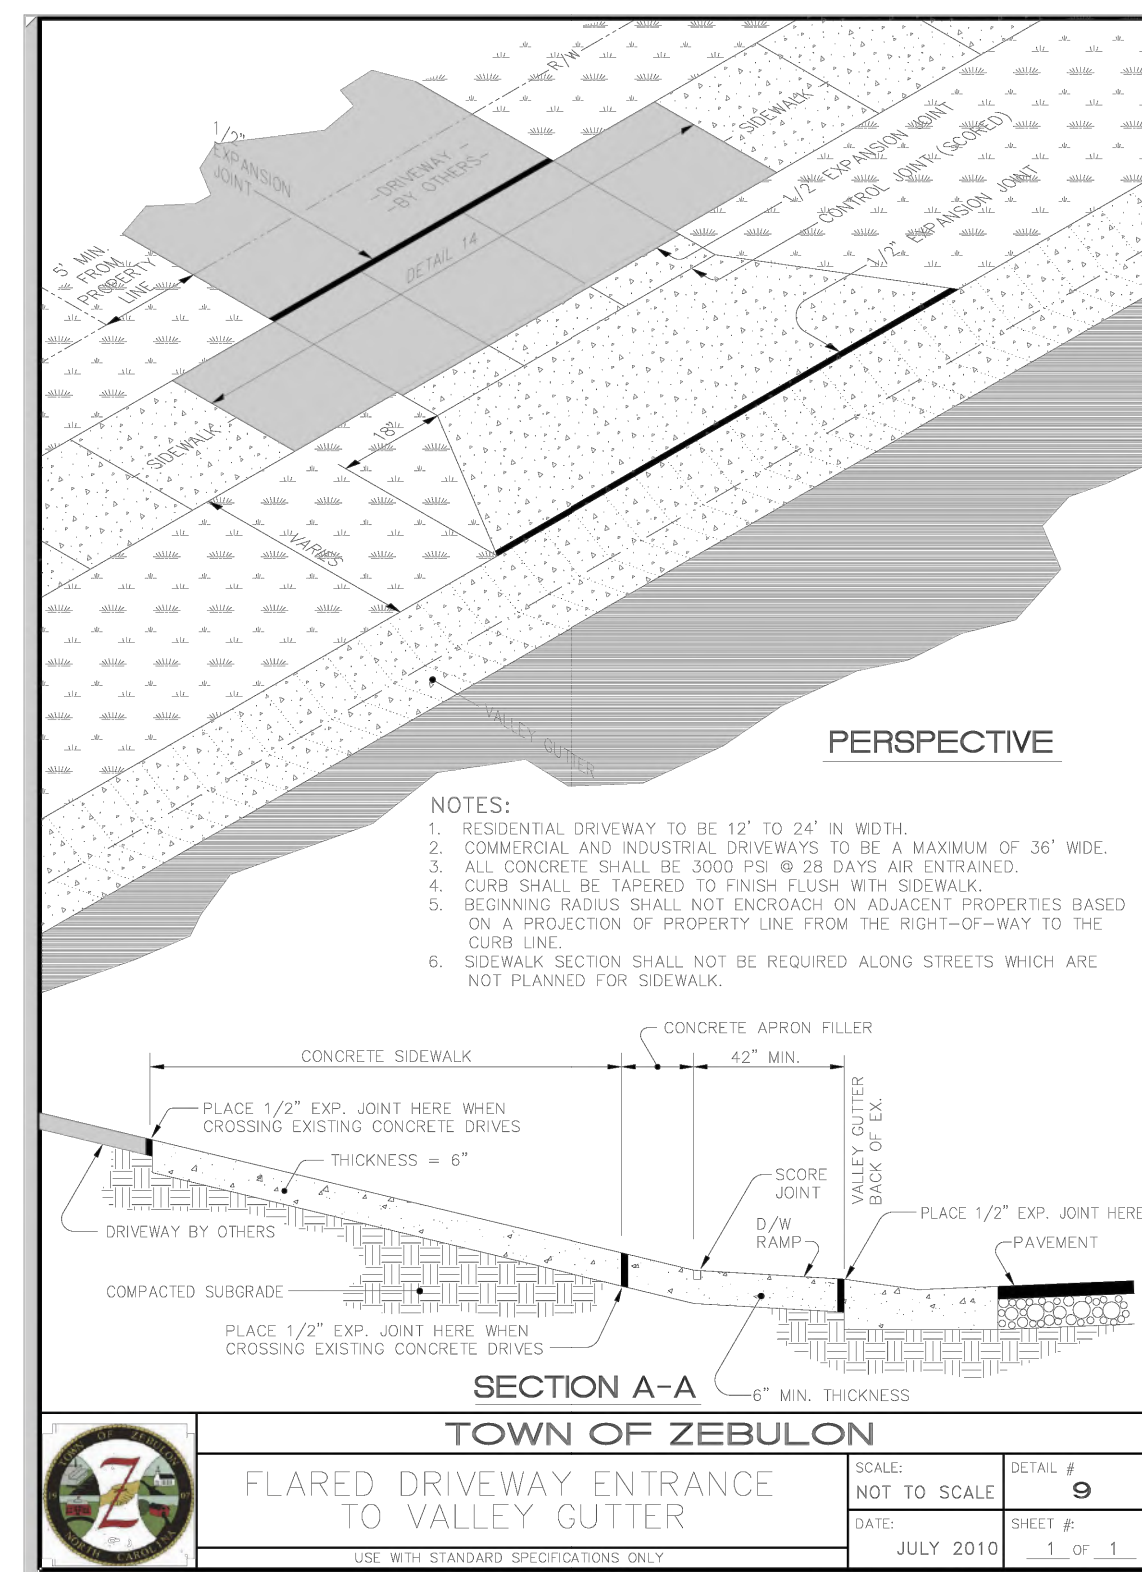 R/W
SIDEWALK
1/2" EXPANSION JOINT
CONTROL JOINT (SCORED)
1/2" EXPANSION JOINT
1/2"
EXPANSION
JOINT
-DRIVEWAY-
-BY OTHERS-
DETAIL 14
5' MIN.
FROM
PROPERTY
LINE
SIDEWALK
18"
VARIES
VALLEY GUTTER
PERSPECTIVE
NOTES:
1. RESIDENTIAL DRIVEWAY TO BE 12' TO 24' IN WIDTH.
2. COMMERCIAL AND INDUSTRIAL DRIVEWAYS TO BE A MAXIMUM OF 36' WIDE.
3. ALL CONCRETE SHALL BE 3000 PSI @ 28 DAYS AIR ENTRAINED.
4. CURB SHALL BE TAPERED TO FINISH FLUSH WITH SIDEWALK.
5. BEGINNING RADIUS SHALL NOT ENCROACH ON ADJACENT PROPERTIES BASED
ON A PROJECTION OF PROPERTY LINE FROM THE RIGHT-OF-WAY TO THE
CURB LINE.
6. SIDEWALK SECTION SHALL NOT BE REQUIRED ALONG STREETS WHICH ARE
NOT PLANNED FOR SIDEWALK.
CONCRETE APRON FILLER
CONCRETE SIDEWALK
42" MIN.
VALLEY GUTTER
BACK OF EX.
PLACE 1/2" EXP. JOINT HERE WHEN
CROSSING EXISTING CONCRETE DRIVES
THICKNESS = 6"
SCORE
JOINT
D/W
RAMP
PLACE 1/2" EXP. JOINT HERE
PAVEMENT
DRIVEWAY BY OTHERS
COMPACTED SUBGRADE
PLACE 1/2" EXP. JOINT HERE WHEN
CROSSING EXISTING CONCRETE DRIVES
6" MIN. THICKNESS
SECTION A-A
TOWN OF ZEBULON
NORTH CAROLINA
1907
Z
TOWN OF ZEBULON
FLARED DRIVEWAY ENTRANCE
TO VALLEY GUTTER
USE WITH STANDARD SPECIFICATIONS ONLY
SCALE:
NOT TO SCALE
DETAIL #
9
DATE:
JULY 2010
SHEET #:
1 OF 1